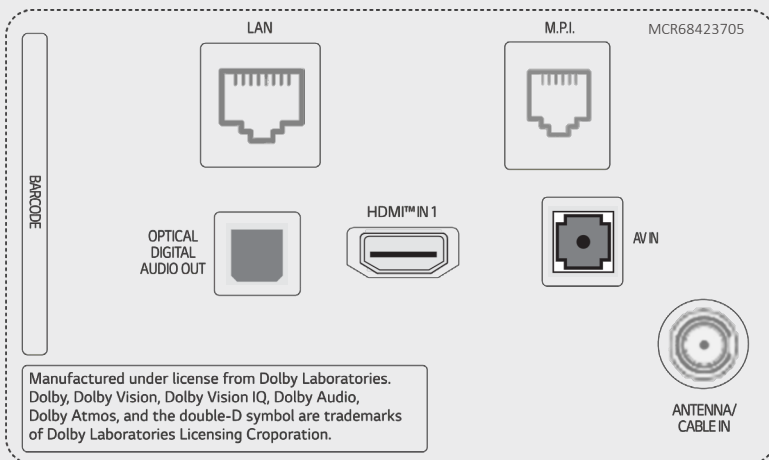 LAN
M.P.I.
MCR68423705
BARCODE
OPTICAL
DIGITAL
AUDIO OUT
HDMI™ IN 1
AV IN
ANTENNA/
CABLE IN
Manufactured under license from Dolby Laboratories.
Dolby, Dolby Vision, Dolby Vision IQ, Dolby Audio,
Dolby Atmos, and the double-D symbol are trademarks
of Dolby Laboratories Licensing Croporation.